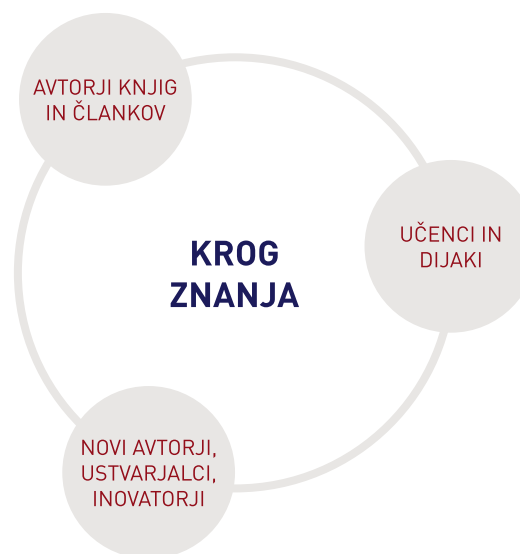 AVTORJI KNJIG
IN ČLANKOV
UČENCI IN
DIJAKI
KROG
ZNANJA
NOVI AVTORJI,
USTVARJALCI,
INOVATORJI